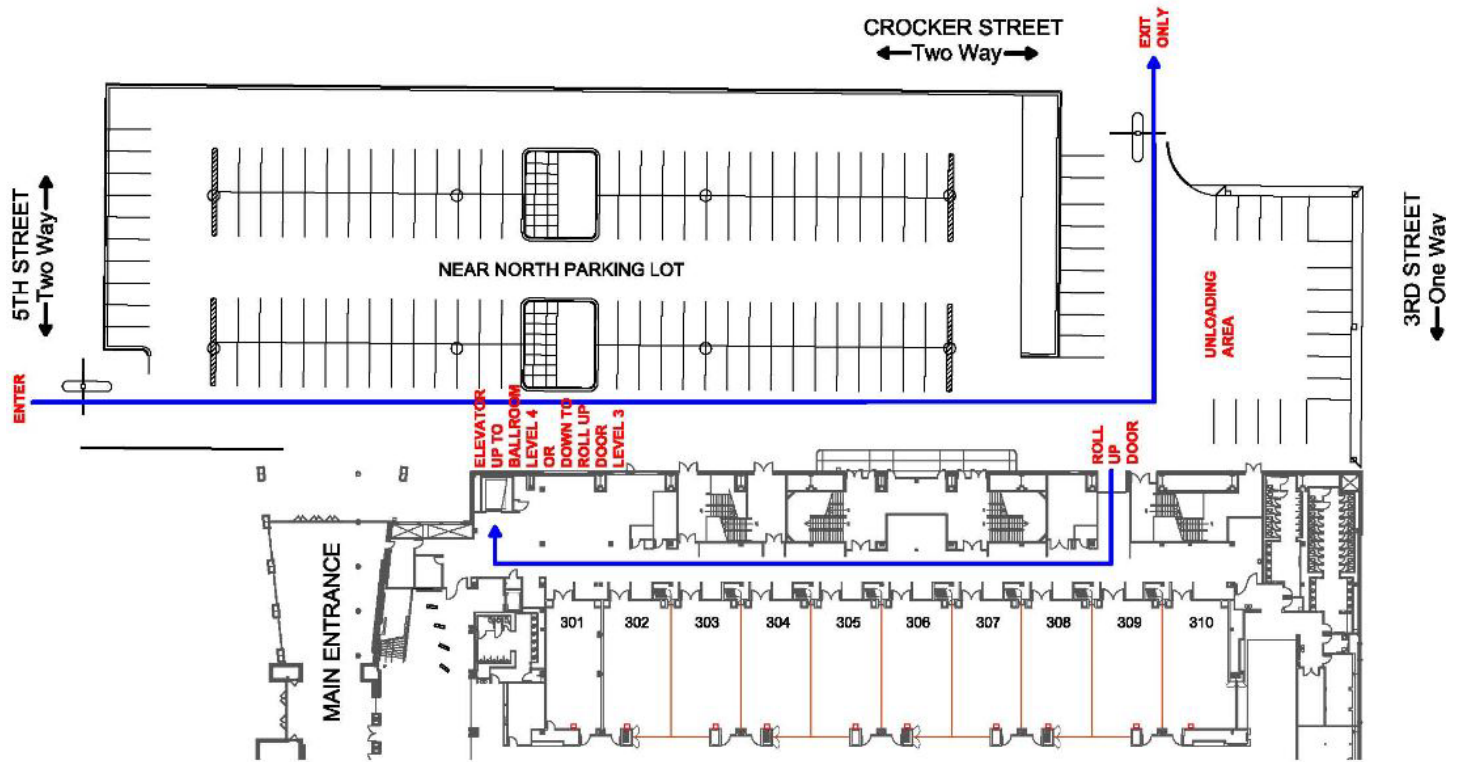 CROCKER STREET
Two Way
EXIT
ONLY
5TH STREET
Two Way
NEAR NORTH PARKING LOT
3RD STREET
One Way
UNLOADING
AREA
ENTER
ELEVATOR
UP TO
BALLROOM
LEVEL 4
OR
DOWN TO
ROLL UP
DOOR
LEVEL 3
ROLL
UP
DOOR
MAIN ENTRANCE
301 302 303 304 305 306 307 308 309 310